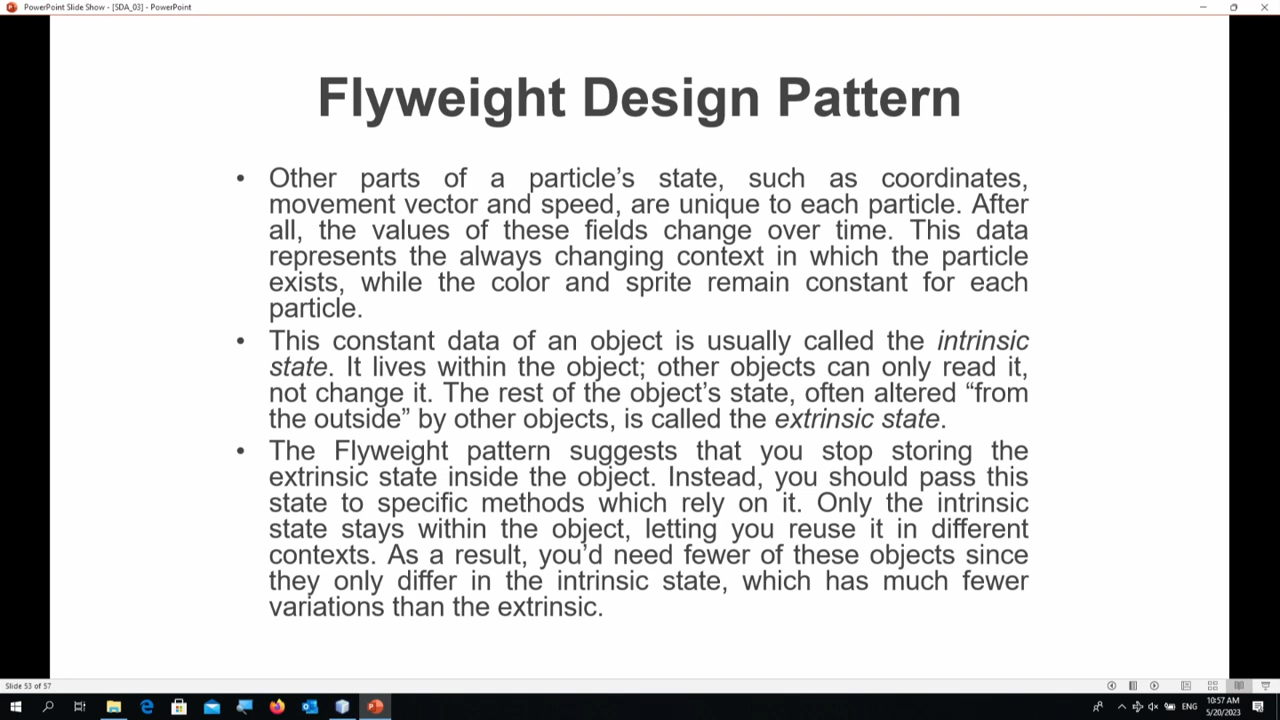 PowerPoint Slide Show - [SDA_03] - PowerPoint
Flyweight Design Pattern
• Other parts of a particle’s state, such as coordinates,
movement vector and speed, are unique to each particle. After
all, the values of these fields change over time. This data
represents the always changing context in which the particle
exists, while the color and sprite remain constant for each
particle.
• This constant data of an object is usually called the intrinsic
state. It lives within the object; other objects can only read it,
not change it. The rest of the object’s state, often altered “from
the outside” by other objects, is called the extrinsic state.
• The Flyweight pattern suggests that you stop storing the
extrinsic state inside the object. Instead, you should pass this
state to specific methods which rely on it. Only the intrinsic
state stays within the object, letting you reuse it in different
contexts. As a result, you’d need fewer of these objects since
they only differ in the intrinsic state, which has much fewer
variations than the extrinsic.
Slide 53 of 57
ENG
10:57 AM
5/20/2023